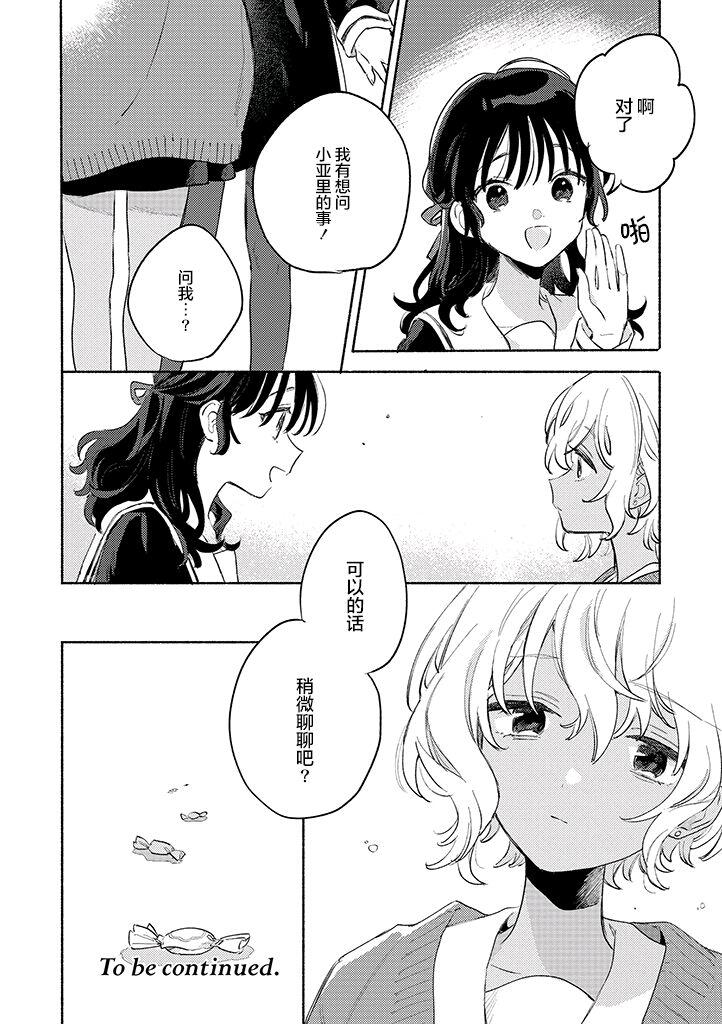 啊
对了
啪
我有想问
小亚里的事！
问我…？
可以的话
稍微聊聊吧？
To be continued.